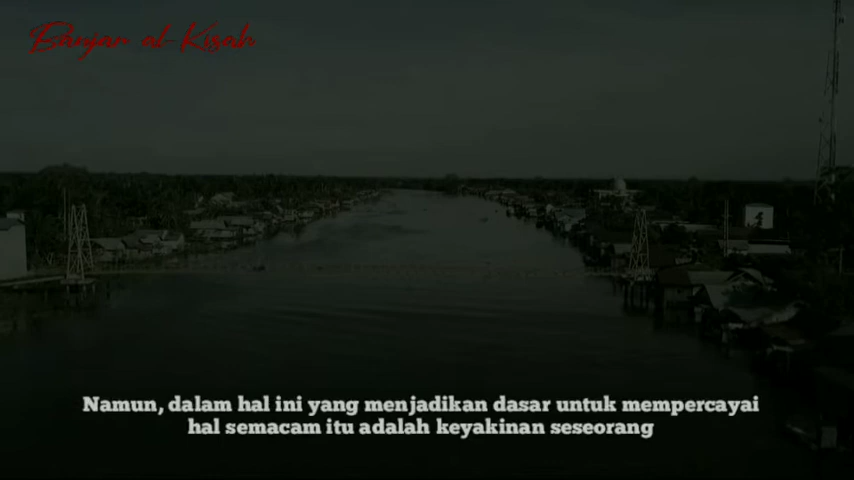 Banjar al-Kisah
Namun, dalam hal ini yang menjadikan dasar untuk mempercayai
hal semacam itu adalah keyakinan seseorang